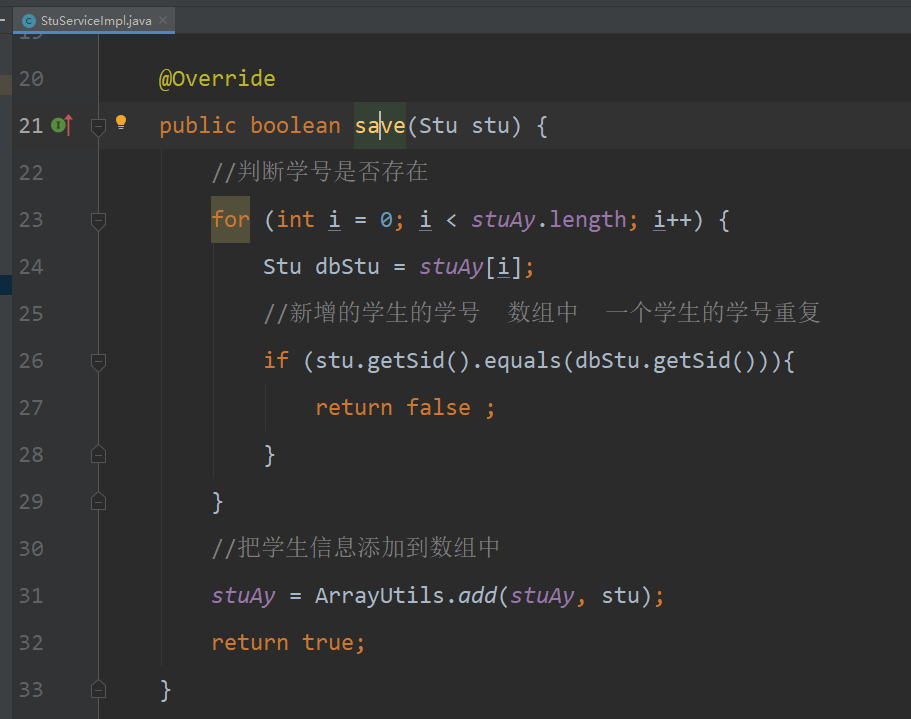 StuServiceImpl.java
19
20 @Override
21 public boolean save(Stu stu) {
22 //判断学号是否存在
23 for (int i = 0; i < stuAy.length; i++) {
24 Stu dbStu = stuAy[i];
25 //新增的学生的学号  数组中  一个学生的学号重复
26 if (stu.getSid().equals(dbStu.getSid())){
27 return false ;
28 }
29 }
30 //把学生信息添加到数组中
31 stuAy = ArrayUtils.add(stuAy, stu);
32 return true;
33 }